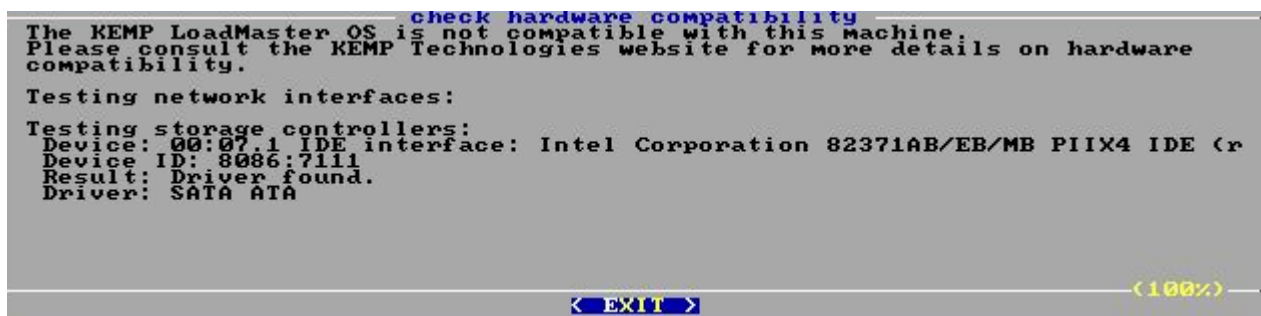 check hardware compatibility
The KEMP LoadMaster OS is not compatible with this machine.
Please consult the KEMP Technologies website for more details on hardware
compatibility.
Testing network interfaces:
Testing storage controllers:
Device: 00:07.1 IDE interface: Intel Corporation 82371AB/EB/MB PIIX4 IDE (r
Device ID: 8086:7111
Result: Driver found.
Driver: SATA ATA
(100%)
< EXIT >